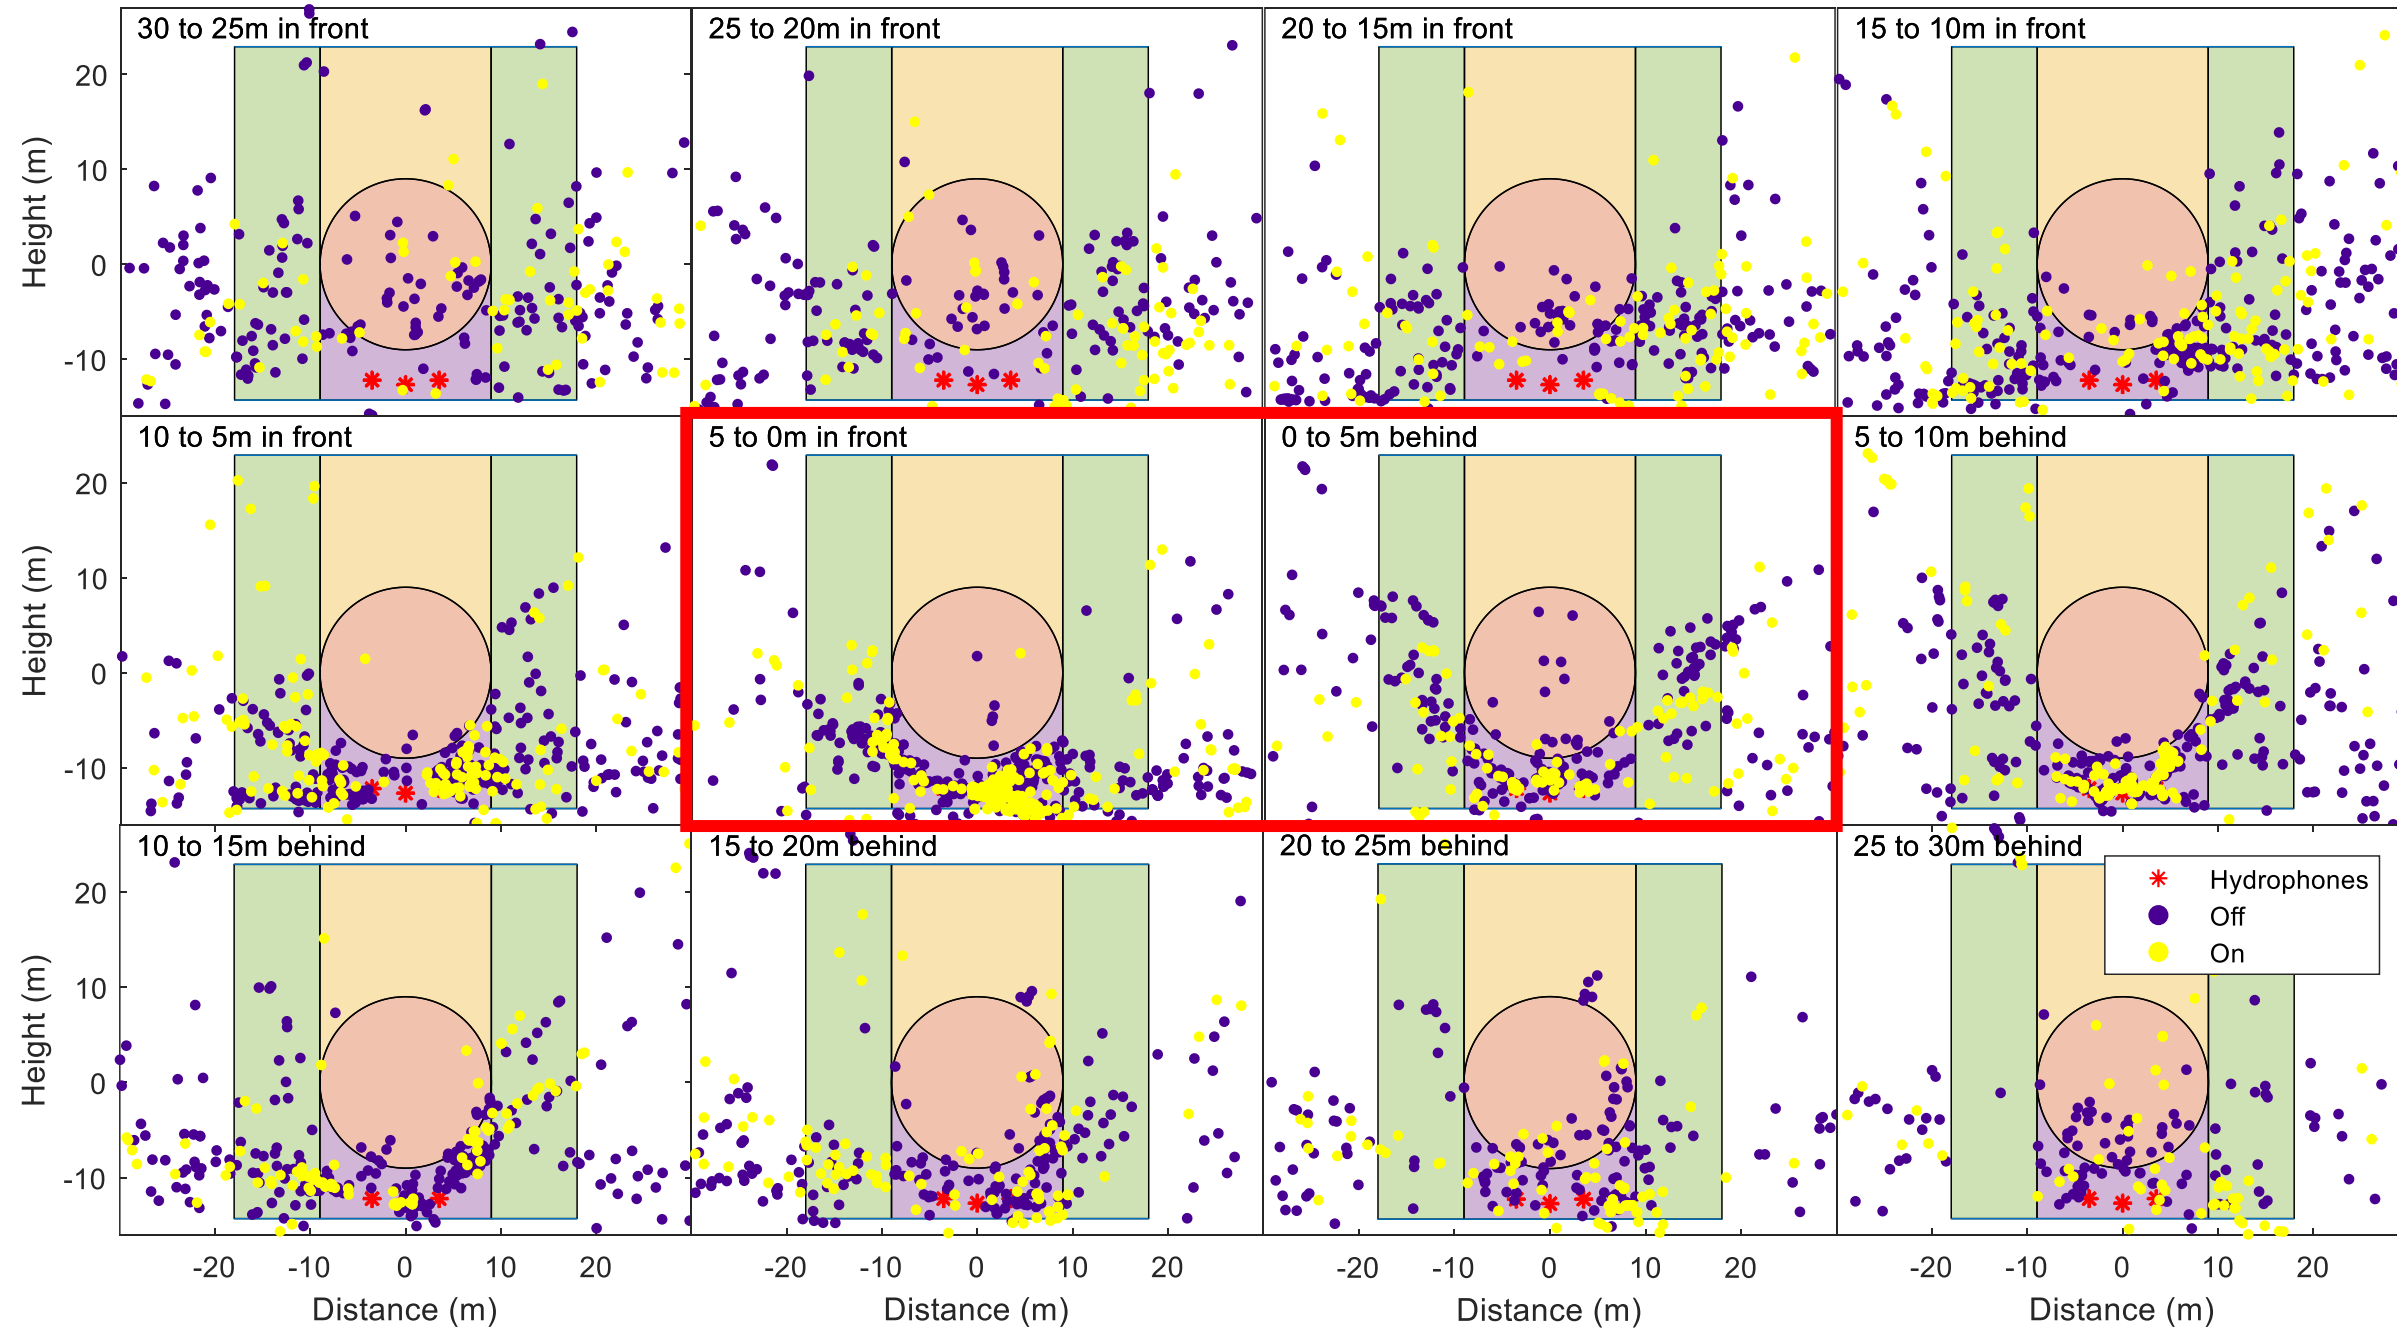 30 to 25m in front
25 to 20m in front
20 to 15m in front
15 to 10m in front
20
10
0
-10
Height (m)
10 to 5m in front
5 to 0m in front
0 to 5m behind
5 to 10m behind
20
10
0
-10
Height (m)
10 to 15m behind
15 to 20m behind
20 to 25m behind
25 to 30m behind
Hydrophones
Off
On
20
10
0
-10
Height (m)
-20 -10 0 10 20
-20 -10 0 10 20
-20 -10 0 10 20
-20 -10 0 10 20
Distance (m)
Distance (m)
Distance (m)
Distance (m)